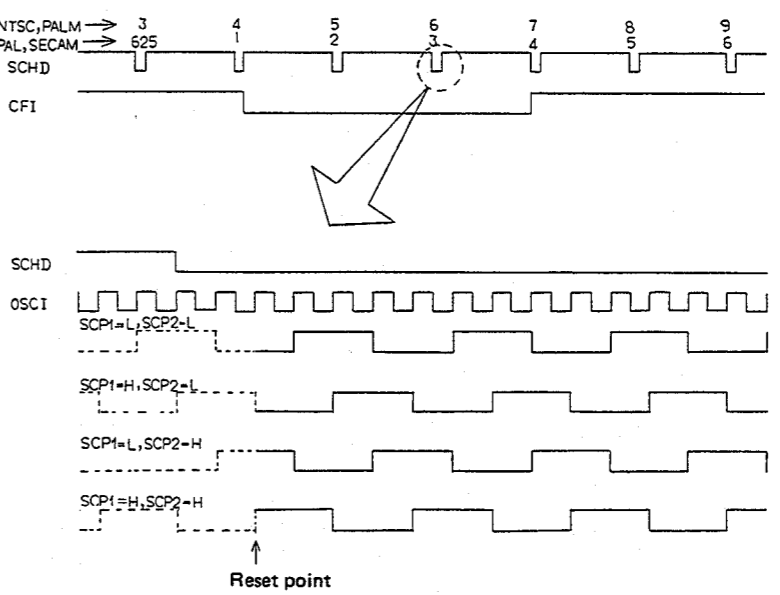 NTSC,PALM → 3 4 5 6 7 8 9
PAL,SECAM → 625 1 2 3 4 5 6
SCHD
CFI
SCHD
OSCI
SCP1=L,SCP2=L
SCP1=H,SCP2=L
SCP1=L,SCP2=H
SCP1=H,SCP2=H
Reset point